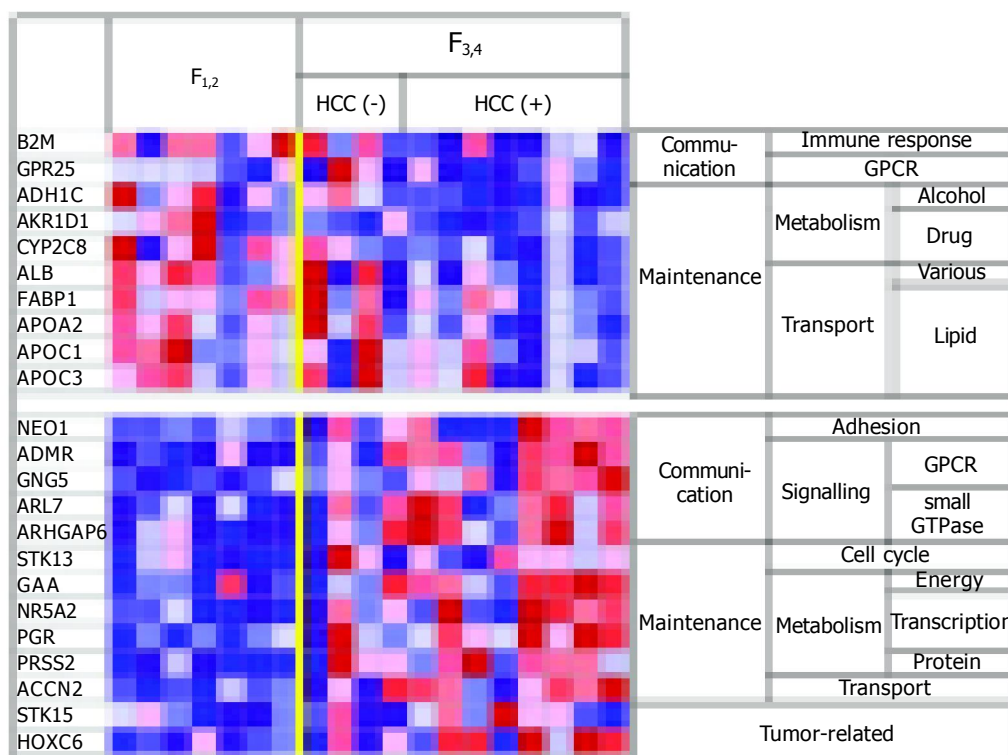 F3,4
F1,2
HCC (-) HCC (+)
B2M
GPR25
ADH1C
AKR1D1
CYP2C8
ALB
FABP1
APOA2
APOC1
APOC3
Commu-
nication
Immune response
GPCR
Maintenance
Metabolism
Alcohol
Drug
Transport
Various
Lipid
NEO1
ADMR
GNG5
ARL7
ARHGAP6
STK13
GAA
NR5A2
PGR
PRSS2
ACCN2
STK15
HOXC6
Communi-
cation
Adhesion
Signalling
GPCR
small
GTPase
Maintenance
Cell cycle
Metabolism
Energy
Transcription
Protein
Transport
Tumor-related